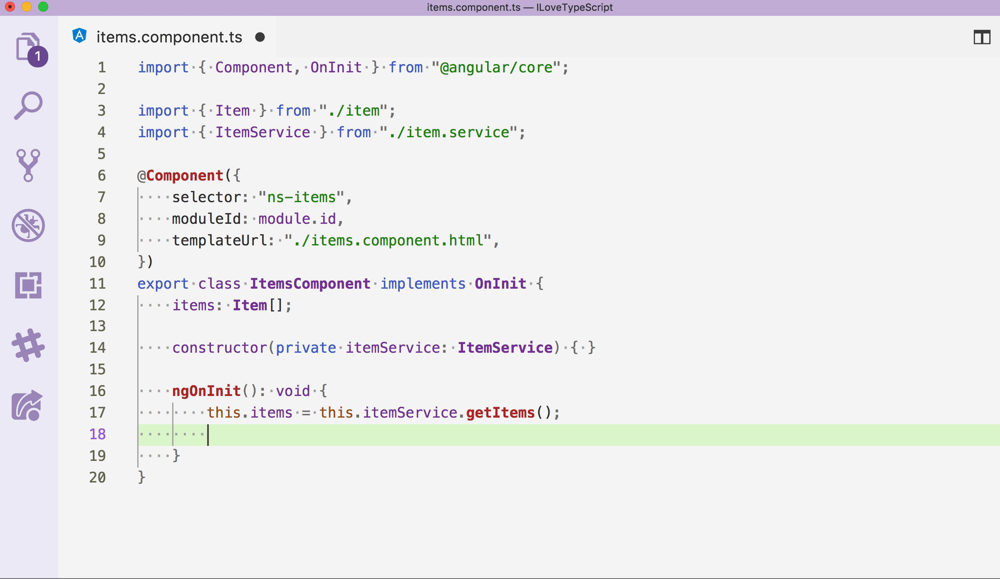 items.component.ts — ILoveTypeScript
items.component.ts
1
1 import { Component, OnInit } from "@angular/core";
2
3 import { Item } from "./item";
4 import { ItemService } from "./item.service";
5
6 @Component({
7     selector: "ns-items",
8     moduleId: module.id,
9     templateUrl: "./items.component.html",
10 })
11 export class ItemsComponent implements OnInit {
12     items: Item[];
13
14     constructor(private itemService: ItemService) { }
15
16     ngOnInit(): void {
17         this.items = this.itemService.getItems();
18
19     }
20 }